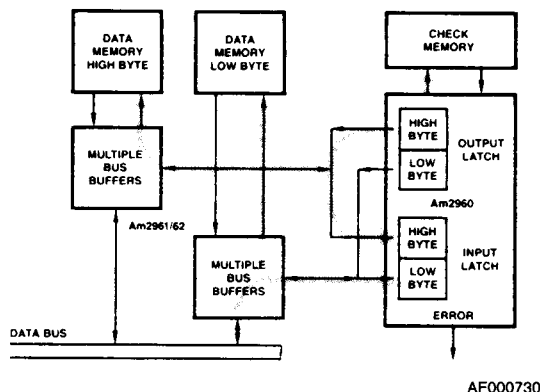 DATA
MEMORY
HIGH BYTE
DATA
MEMORY
LOW BYTE
CHECK
MEMORY
MULTIPLE
BUS
BUFFERS
HIGH
BYTE
LOW
BYTE
OUTPUT
LATCH
Am2960
Am2961/62
MULTIPLE
BUS
BUFFERS
HIGH
BYTE
LOW
BYTE
INPUT
LATCH
ERROR
DATA BUS
AF000730